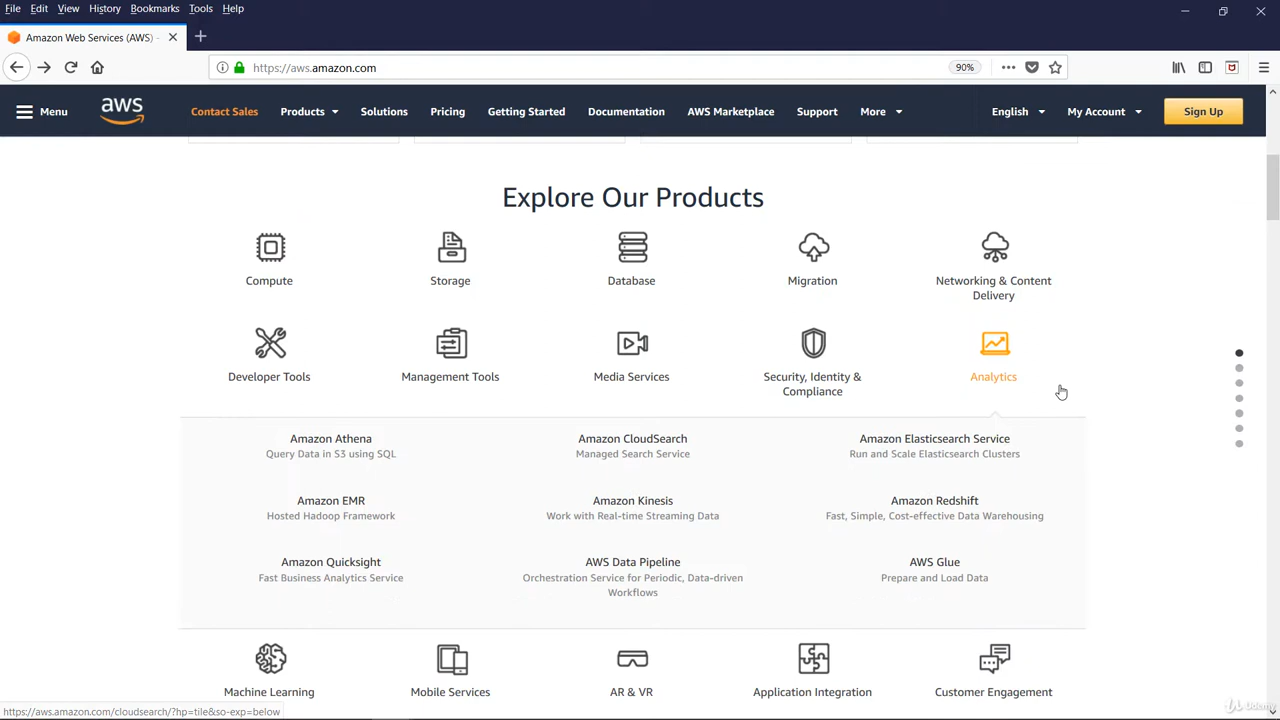 File Edit View History Bookmarks Tools Help
Amazon Web Services (AWS) -
https://aws.amazon.com 90%
Menu aws Contact Sales Products Solutions Pricing Getting Started Documentation AWS Marketplace Support More English My Account Sign Up
Explore Our Products
Compute Storage Database Migration Networking & Content
Delivery
Developer Tools Management Tools Media Services Security, Identity & Analytics
Compliance
Amazon Athena Amazon CloudSearch Amazon Elasticsearch Service
Query Data in S3 using SQL Managed Search Service Run and Scale Elasticsearch Clusters
Amazon EMR Amazon Kinesis Amazon Redshift
Hosted Hadoop Framework Work with Real-time Streaming Data Fast, Simple, Cost-effective Data Warehousing
Amazon Quicksight AWS Data Pipeline AWS Glue
Fast Business Analytics Service Orchestration Service for Periodic, Data-driven Prepare and Load Data
Workflows
Machine Learning Mobile Services AR & VR Application Integration Customer Engagement
https://aws.amazon.com/cloudsearch/?hp=tile&so-exp=below
Udemy